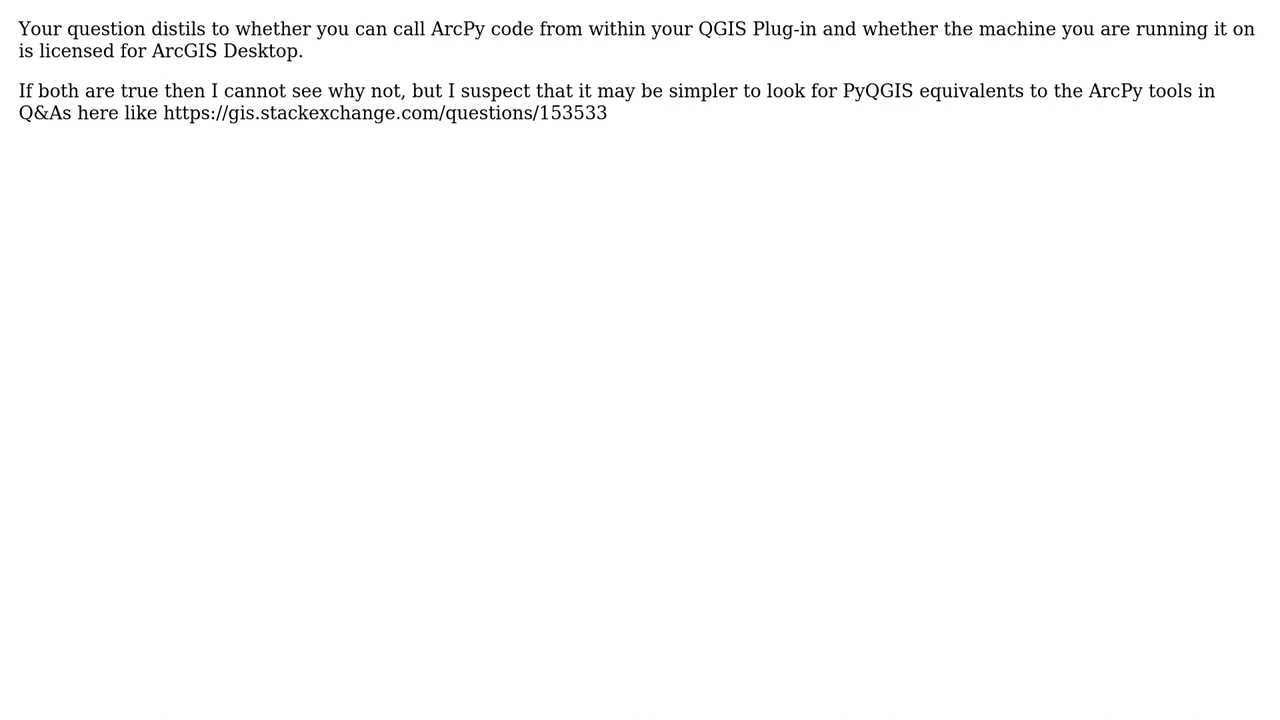 Your question distils to whether you can call ArcPy code from within your QGIS Plug-in and whether the machine you are running it on
is licensed for ArcGIS Desktop.
If both are true then I cannot see why not, but I suspect that it may be simpler to look for PyQGIS equivalents to the ArcPy tools in
Q&As here like https://gis.stackexchange.com/questions/153533